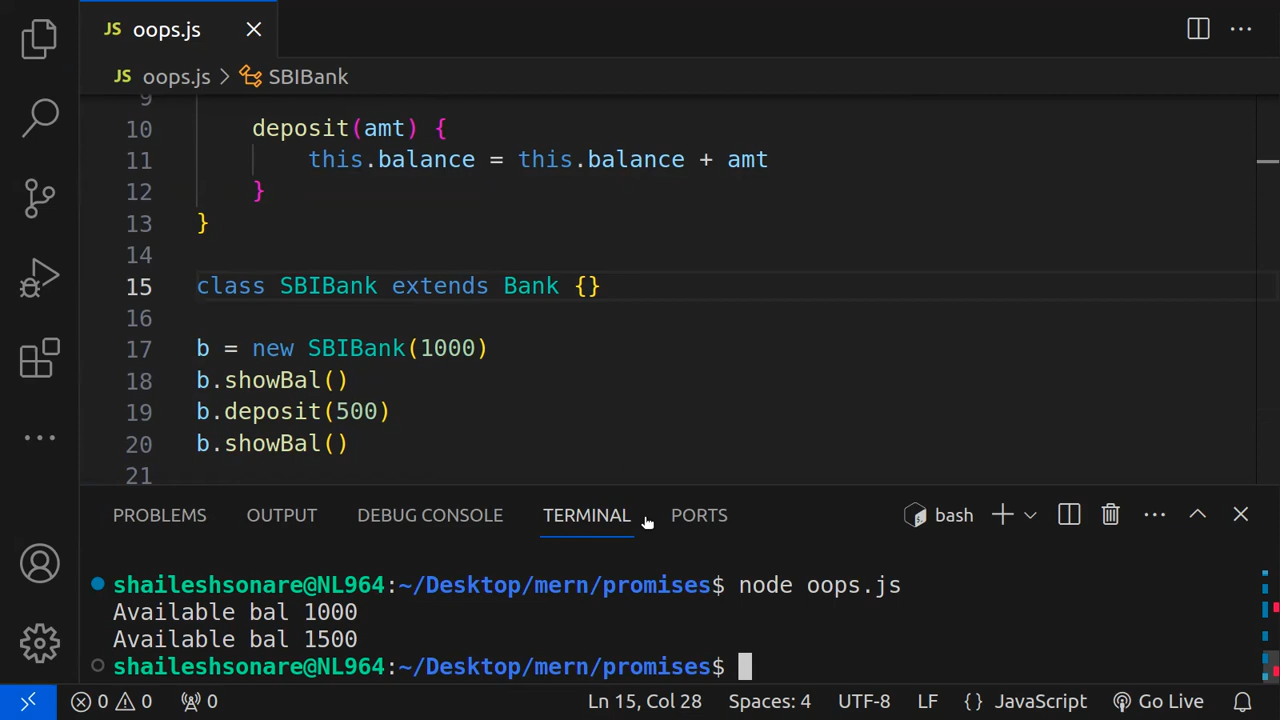 JS oops.js
JS oops.js > SBIBank
9
10 deposit(amt) {
11 this.balance = this.balance + amt
12 }
13 }
14
15 class SBIBank extends Bank {}
16
17 b = new SBIBank(1000)
18 b.showBal()
19 b.deposit(500)
20 b.showBal()
21
PROBLEMS OUTPUT DEBUG CONSOLE TERMINAL PORTS bash
shaileshsonare@NL964:~/Desktop/mern/promises$ node oops.js
Available bal 1000
Available bal 1500
shaileshsonare@NL964:~/Desktop/mern/promises$
0 0 0 Ln 15, Col 28 Spaces: 4 UTF-8 LF {} JavaScript Go Live